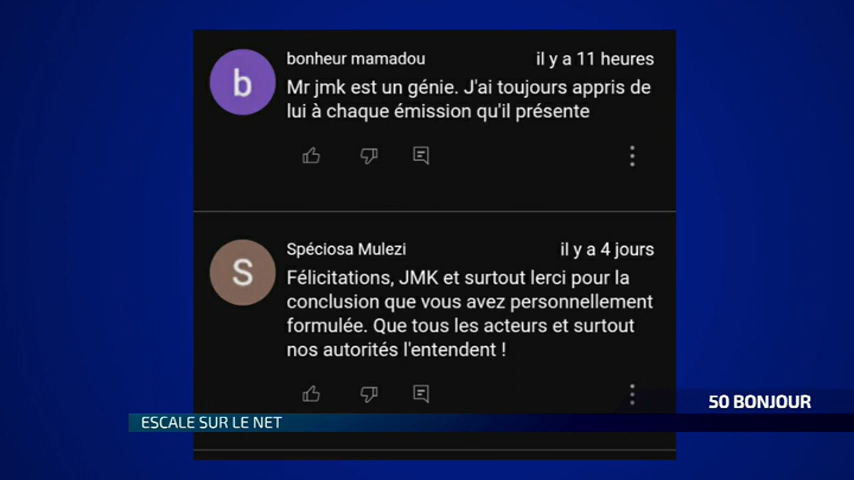 b
bonheur mamadou
il y a 11 heures
Mr jmk est un génie. J'ai toujours appris de
lui à chaque émission qu'il présente
S
Spéciosa Mulezi
il y a 4 jours
Félicitations, JMK et surtout lerci pour la
conclusion que vous avez personnellement
formulée. Que tous les acteurs et surtout
nos autorités l'entendent !
50 BONJOUR
ESCALE SUR LE NET